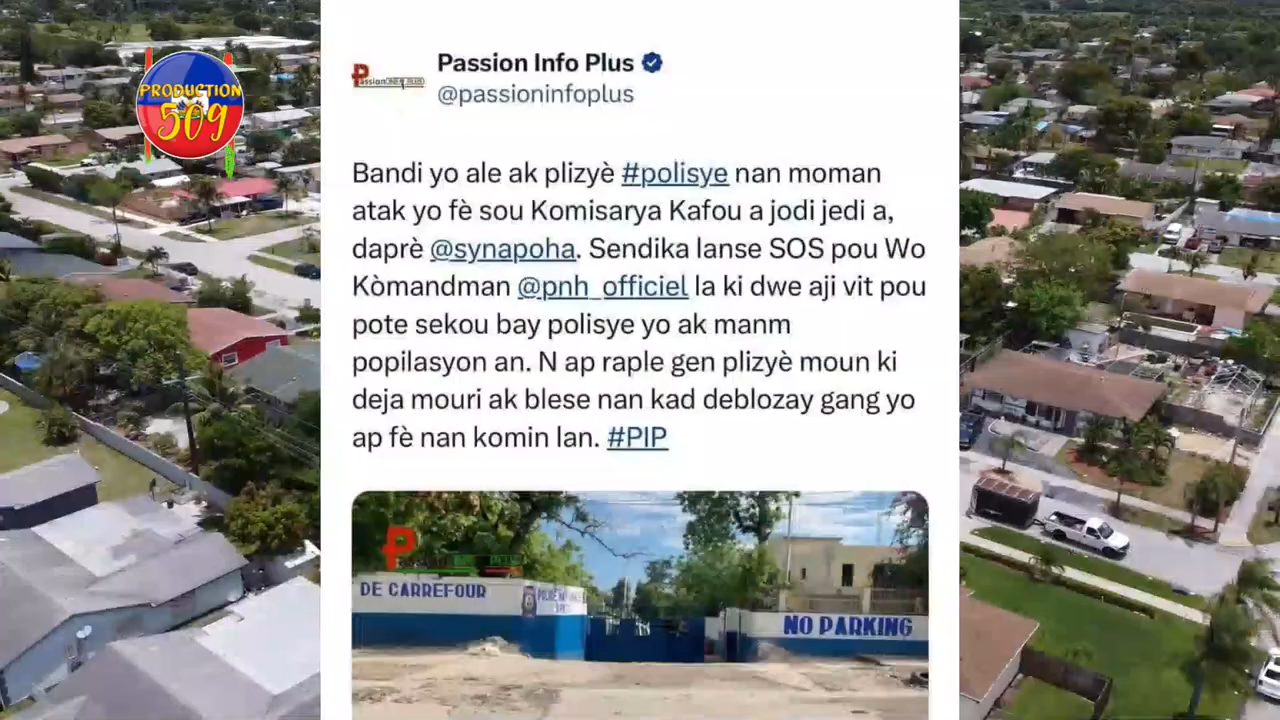 PRODUCTION
509
Passion Info Plus
@passioninfoplus
Bandi yo ale ak plizyè #polisye nan moman
atak yo fè sou Komisarya Kafou a jodi jedi a,
daprè @synapoha. Sendika lanse SOS pou Wo
Kòmandman @pnh_officiel la ki dwe aji vit pou
pote sekou bay polisye yo ak manm
popilasyon an. N ap raple gen plizyè moun ki
deja mouri ak blese nan kad deblozay gang yo
ap fè nan komin lan. #PIP
DE CARREFOUR
NO PARKING